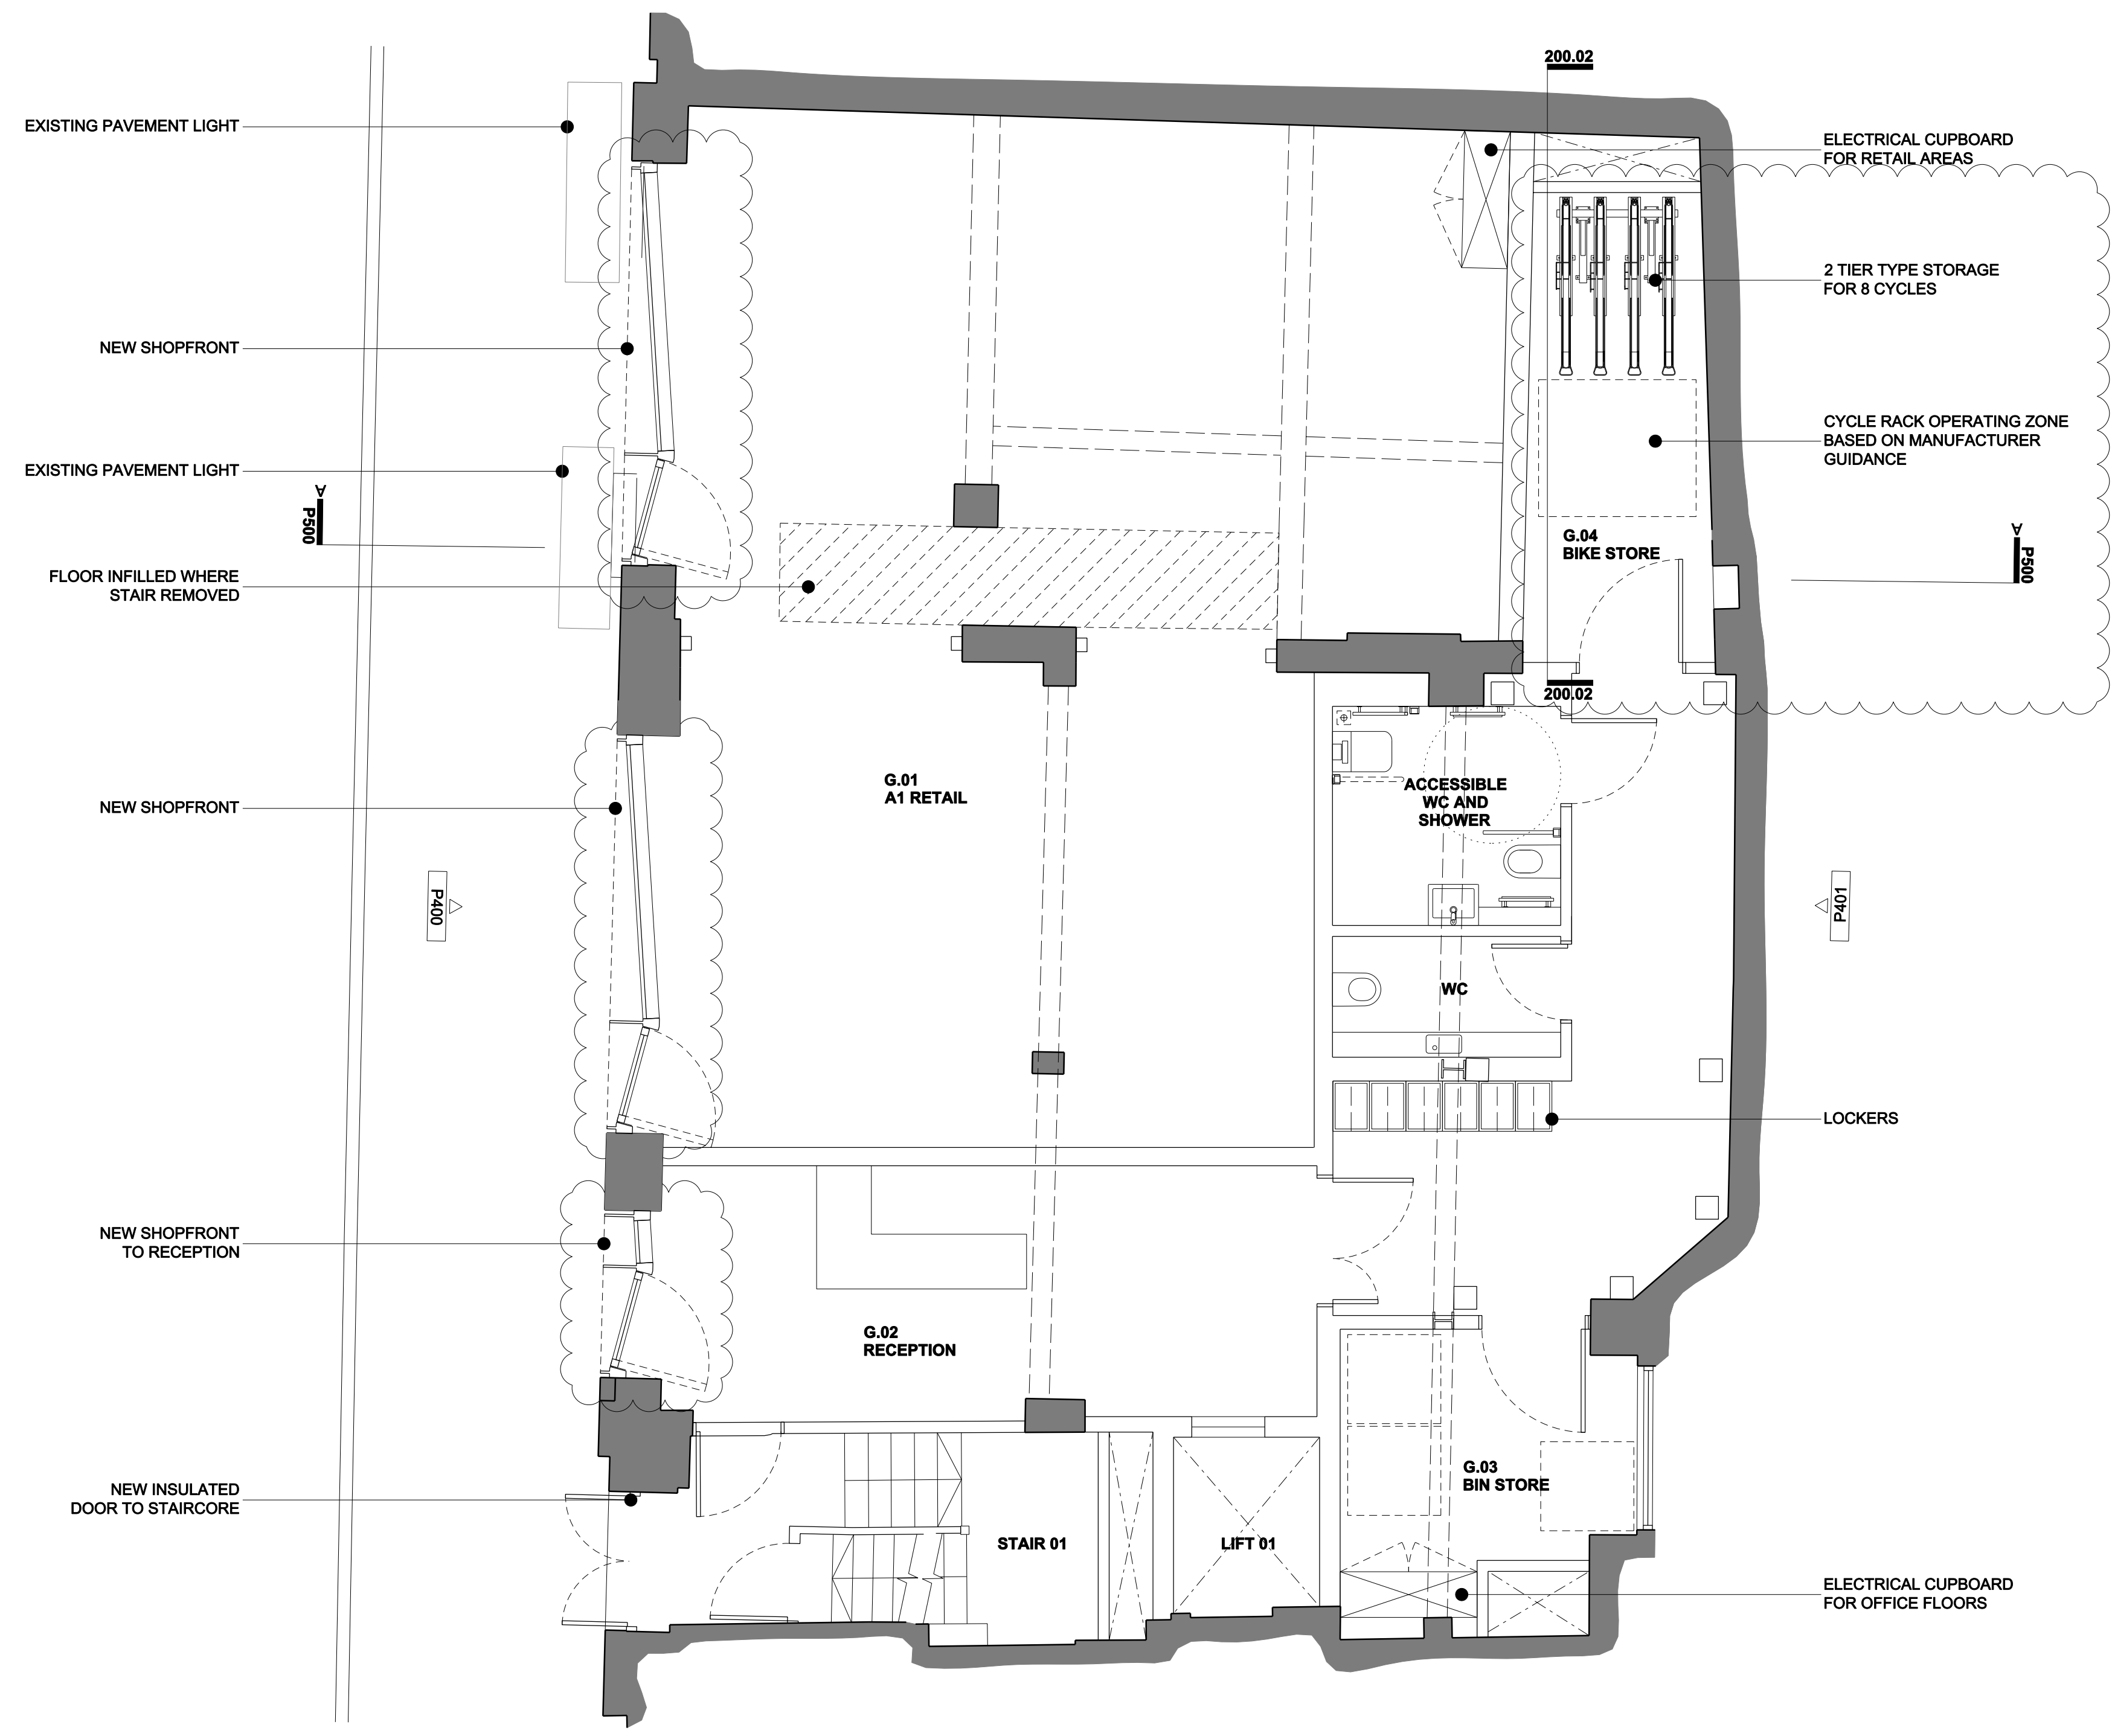 200.02
EXISTING PAVEMENT LIGHT
ELECTRICAL CUPBOARD
FOR RETAIL AREAS
2 TIER TYPE STORAGE
FOR 8 CYCLES
NEW SHOPFRONT
CYCLE RACK OPERATING ZONE
BASED ON MANUFACTURER
GUIDANCE
EXISTING PAVEMENT LIGHT
A
P500
G.04
BIKE STORE
A
P500
FLOOR INFILLED WHERE
STAIR REMOVED
200.02
G.01
A1 RETAIL
ACCESSIBLE
WC AND
SHOWER
NEW SHOPFRONT
P400
P401
WC
LOCKERS
NEW SHOPFRONT
TO RECEPTION
G.02
RECEPTION
G.03
BIN STORE
NEW INSULATED
DOOR TO STAIRCORE
STAIR 01
LIFT 01
ELECTRICAL CUPBOARD
FOR OFFICE FLOORS